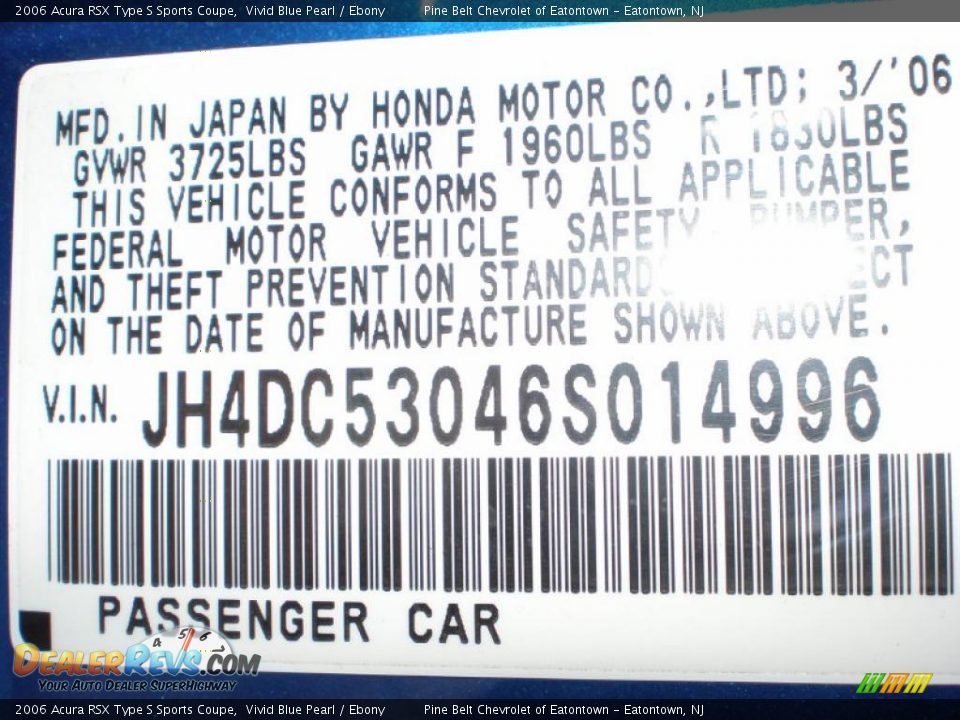 2006 Acura RSX Type S Sports Coupe, Vivid Blue Pearl / Ebony Pine Belt Chevrolet of Eatontown - Eatontown, NJ
MFD. IN JAPAN BY HONDA MOTOR CO.,LTD; 3/'06
GVWR 3725LBS GAWR F 1960LBS R 1830LBS
THIS VEHICLE CONFORMS TO ALL APPLICABLE
FEDERAL MOTOR VEHICLE SAFETY BUMPER,
AND THEFT PREVENTION STANDARDS
ON THE DATE OF MANUFACTURE SHOWN ABOVE.
V.I.N. JH4DC53046S014996
PASSENGER CAR
4 5 6
DealerRevs.com
Your Auto Dealer SuperHighway
2006 Acura RSX Type S Sports Coupe, Vivid Blue Pearl / Ebony Pine Belt Chevrolet of Eatontown - Eatontown, NJ